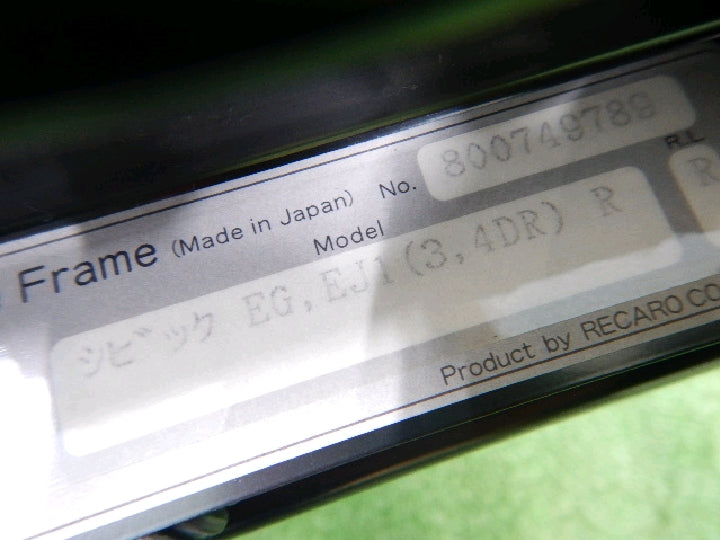 Frame (Made in Japan) No. 800749789
Model
R.L
シビック EG,EJ1(3,4DR) R
R
Product by RECARO CO